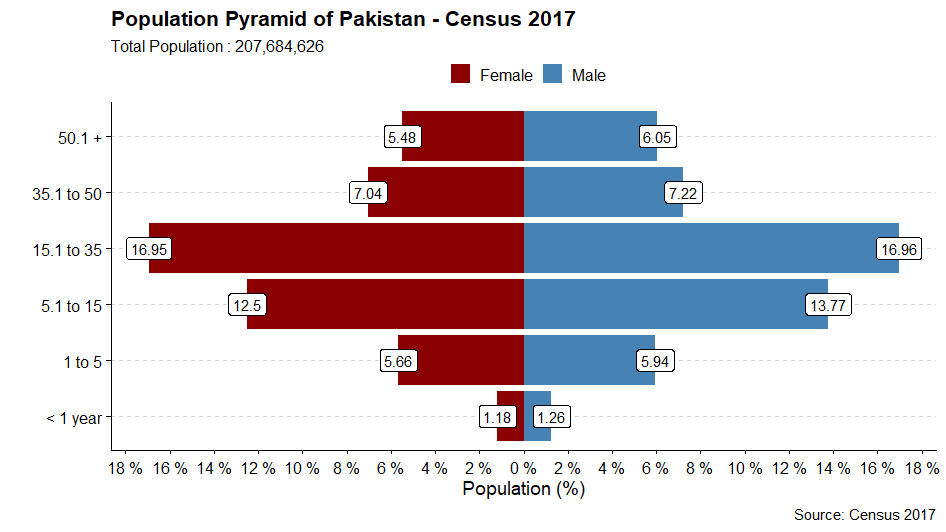 Population Pyramid of Pakistan - Census 2017
Total Population : 207,684,626
Female Male
50.1 + 5.48 6.05
35.1 to 50 7.04 7.22
15.1 to 35 16.95 16.96
5.1 to 15 12.5 13.77
1 to 5 5.66 5.94
< 1 year 1.18 1.26
18 % 16 % 14 % 12 % 10 % 8 % 6 % 4 % 2 % 0 % 2 % 4 % 6 % 8 % 10 % 12 % 14 % 16 % 18 %
Population (%)
Source: Census 2017